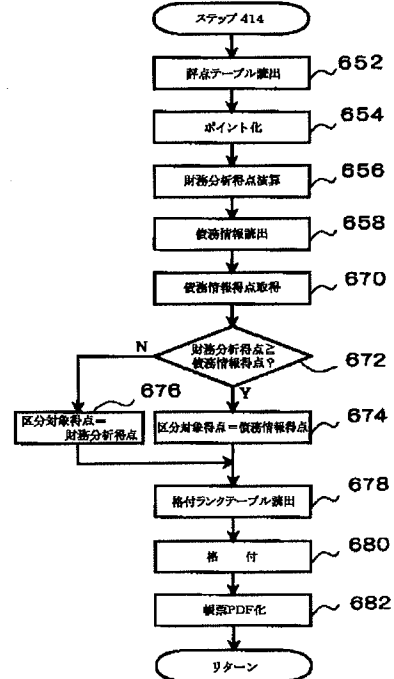 ステップ 414
評点テーブル読出
652
ポイント化
654
財務分析得点演算
656
債務情報読出
658
債務情報得点取得
670
財務分析得点≧
債務情報得点?
672
N
Y
676
区分対象得点=
財務分析得点
区分対象得点=債務情報得点
674
格付ランクテーブル読出
678
格 付
680
帳票PDF化
682
リターン